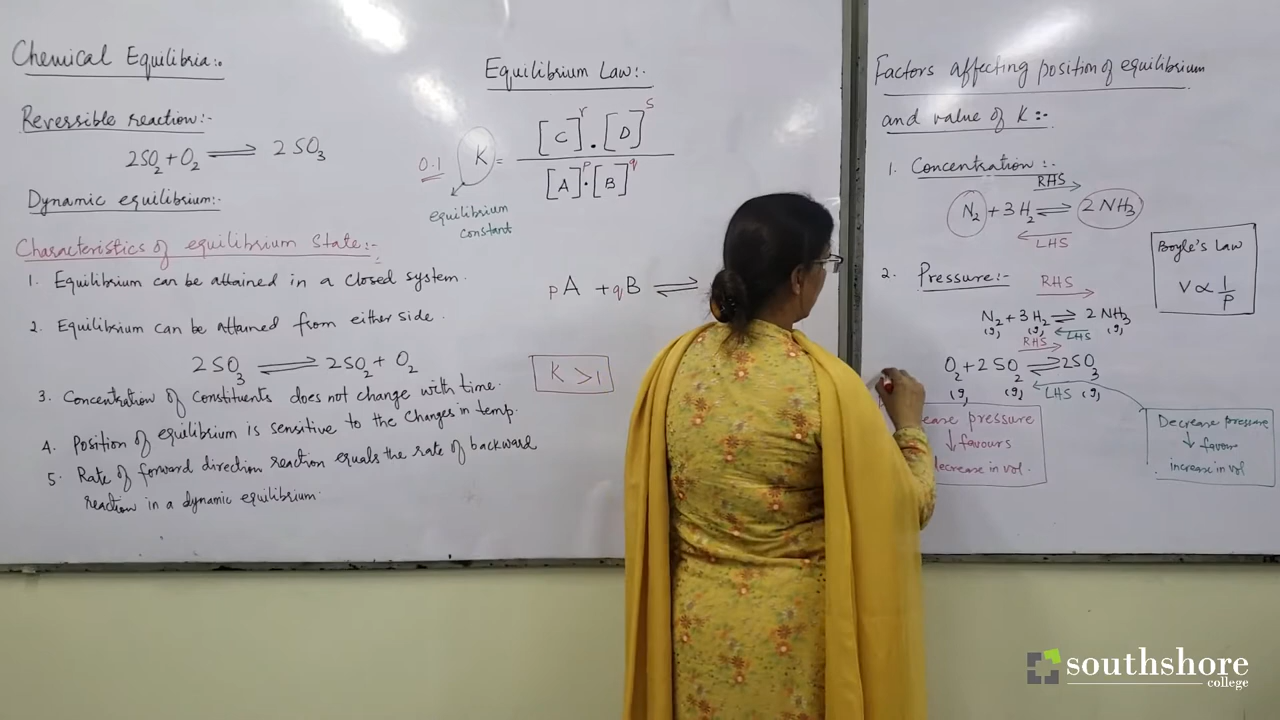 Chemical Equilibria:.
Reversible reaction:-
2SO2 + O2 ⇌ 2SO3
Dynamic equilibrium:-
Characteristics of equilibrium State:-
1. Equilibrium can be attained in a closed system.
2. Equilibrium can be attained from either side.
2SO3 ⇌ 2SO2 + O2
3. Concentration of constituents does not change with time.
4. Position of equilibrium is sensitive to the changes in temp.
5. Rate of forward direction reaction equals the rate of backward
reaction in a dynamic equilibrium.
Equilibrium Law:-
0.1 K = [C]^r . [D]^s / [A]^p . [B]^q
equilibrium
constant
pA + qB ⇌
K > 1
Factors affecting position of equilibrium
and value of K:-
1. Concentration:-
RHS
N2 + 3H2 ⇌ 2NH3
LHS
2. Pressure:-
RHS
N2 + 3H2 ⇌ 2NH3
(g) (g) LHS (g)
RHS
O2 + 2SO2 ⇌ 2SO3
(g) (g) LHS (g)
Boyle's Law
V ∝ 1/P
pressure
↓ favours
decrease in vol.
Decrease pressure
↓ favour
increase in vol
southshore
college